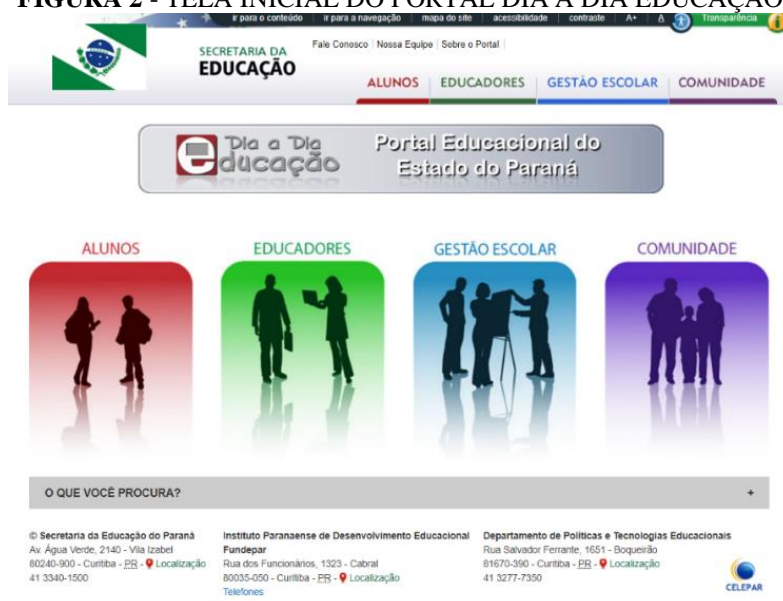 FIGURA 2 - TELA INICIAL DO PORTAL DIA A DIA EDUCAÇÃO
ir para o conteúdo | ir para a navegação | mapa do site | acessibilidade | contraste | A+ | A Transparência
Fale Conosco | Nossa Equipe | Sobre o Portal |
SECRETARIA DA
EDUCAÇÃO
ALUNOS EDUCADORES GESTÃO ESCOLAR COMUNIDADE
Dia a Dia
educação
Portal Educacional do
Estado do Paraná
ALUNOS EDUCADORES GESTÃO ESCOLAR COMUNIDADE
O QUE VOCÊ PROCURA? +
© Secretaria da Educação do Paraná
Av. Água Verde, 2140 - Vila Izabel
80240-900 - Curitiba - PR - Localização
41 3340-1500
Instituto Paranaense de Desenvolvimento Educacional
Fundepar
Rua dos Funcionários, 1323 - Cabral
80035-050 - Curitiba - PR - Localização
Telefones
Departamento de Políticas e Tecnologias Educacionais
Rua Salvador Ferrante, 1651 - Boqueirão
81670-390 - Curitiba - PR - Localização
41 3277-7350
CELEPAR